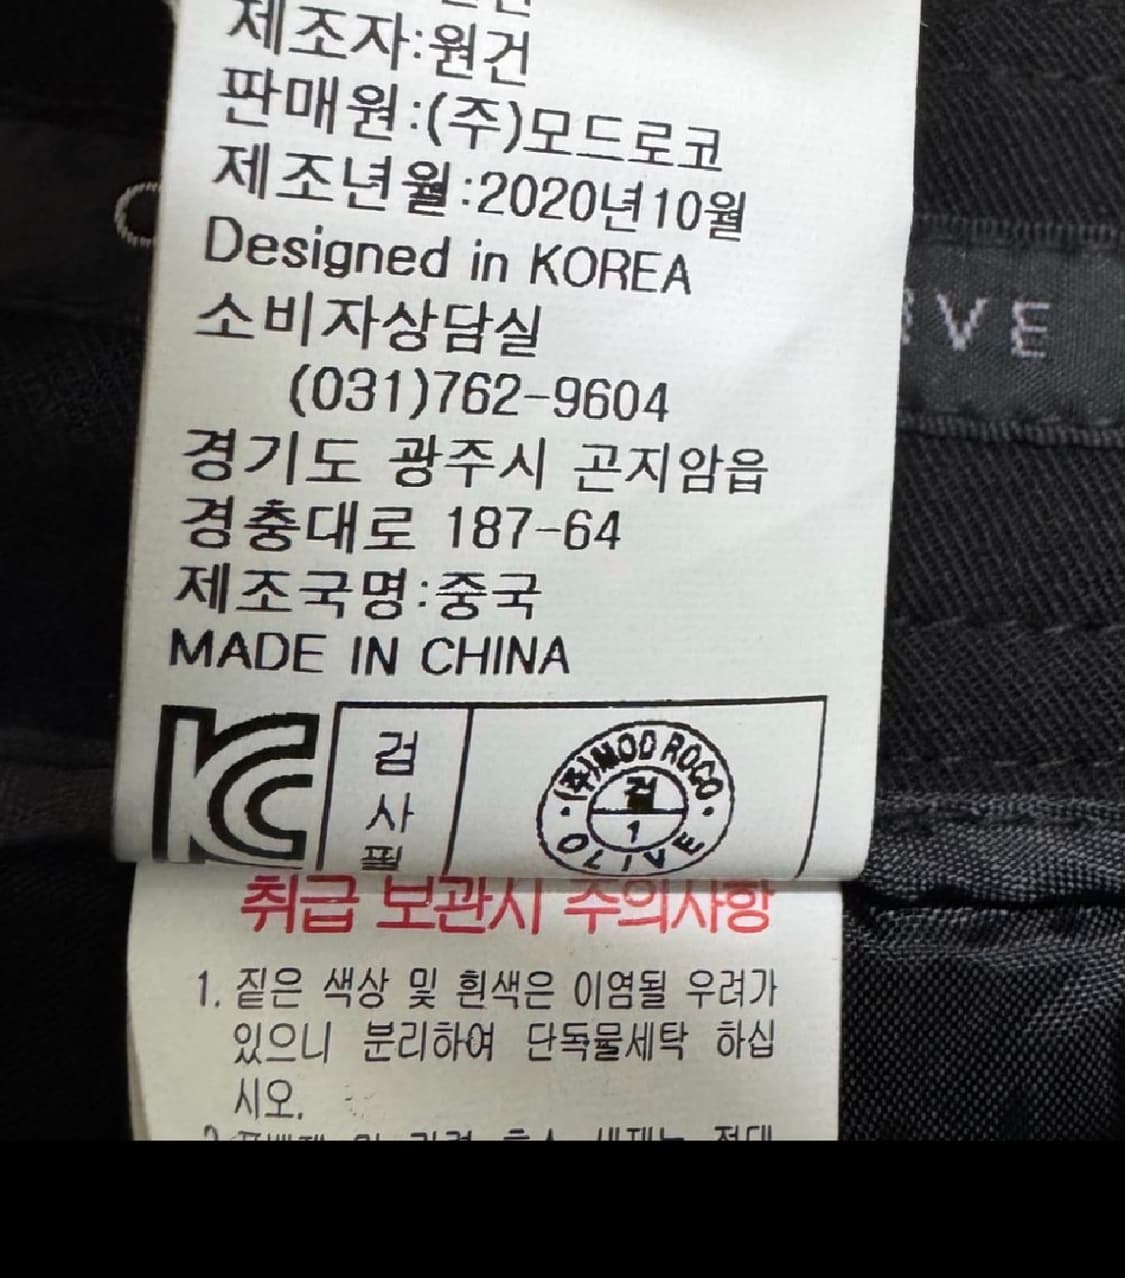 제조자:원건
판매원:(주)모드로코
제조년월:2020년10월
Designed in KOREA
소비자상담실
(031)762-9604
경기도 광주시 곤지암읍
경충대로 187-64
제조국명:중국
MADE IN CHINA
검
사
필
(주)MOD ROCO
검
1
OLIVE
VE
취급 보관시 주의사항
1. 짙은 색상 및 흰색은 이염될 우려가
있으니 분리하여 단독물세탁 하십
시오.